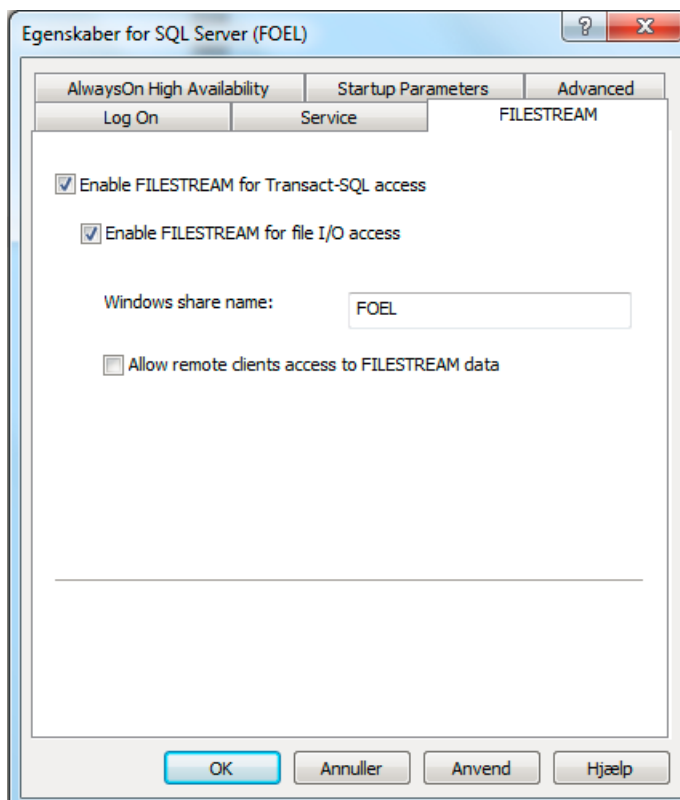 Egenskaber for SQL Server (FOEL)
AlwaysOn High Availability
Startup Parameters
Advanced
Log On
Service
FILESTREAM
Enable FILESTREAM for Transact-SQL access
Enable FILESTREAM for file I/O access
Windows share name:
FOEL
Allow remote clients access to FILESTREAM data
OK
Annuller
Anvend
Hjælp